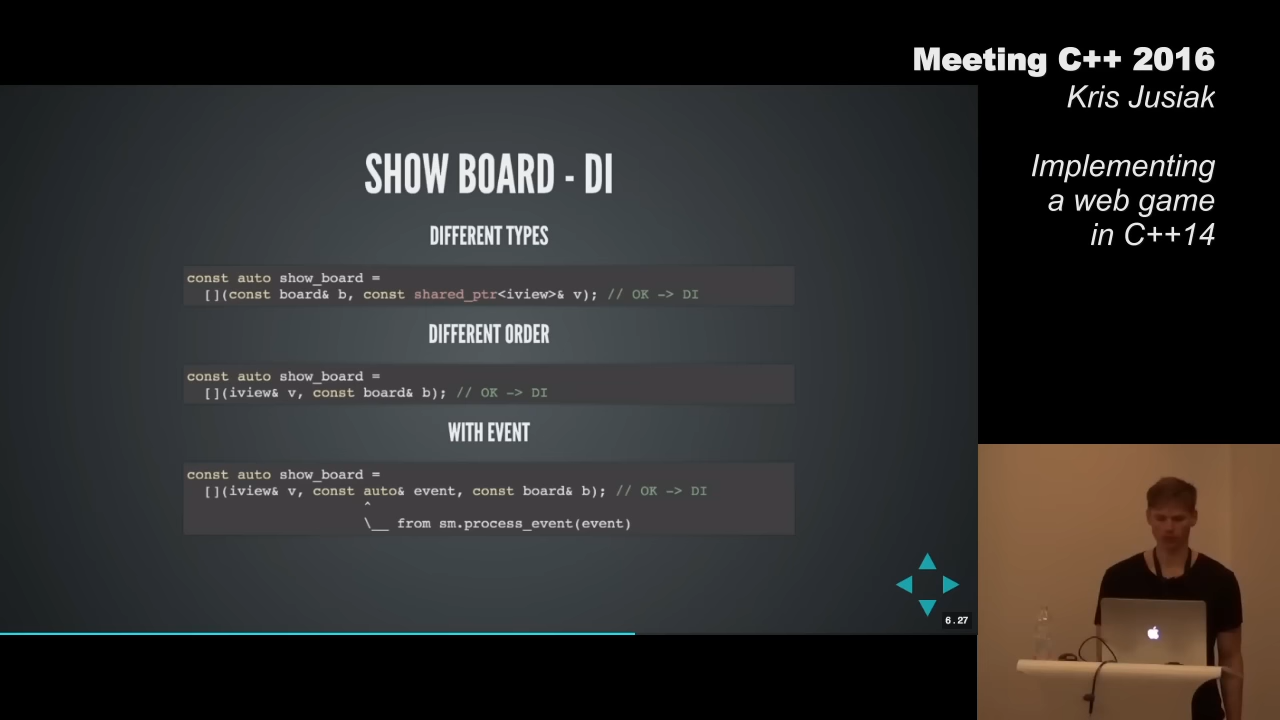 Meeting C++ 2016
Kris Jusiak
Implementing
a web game
in C++14
SHOW BOARD - DI
DIFFERENT TYPES
const auto show_board =
[](const board& b, const shared_ptr<iview>& v); // OK -> DI
DIFFERENT ORDER
const auto show_board =
[](iview& v, const board& b); // OK -> DI
WITH EVENT
const auto show_board =
[](iview& v, const auto& event, const board& b); // OK -> DI
^
\__ from sm.process_event(event)
6.27